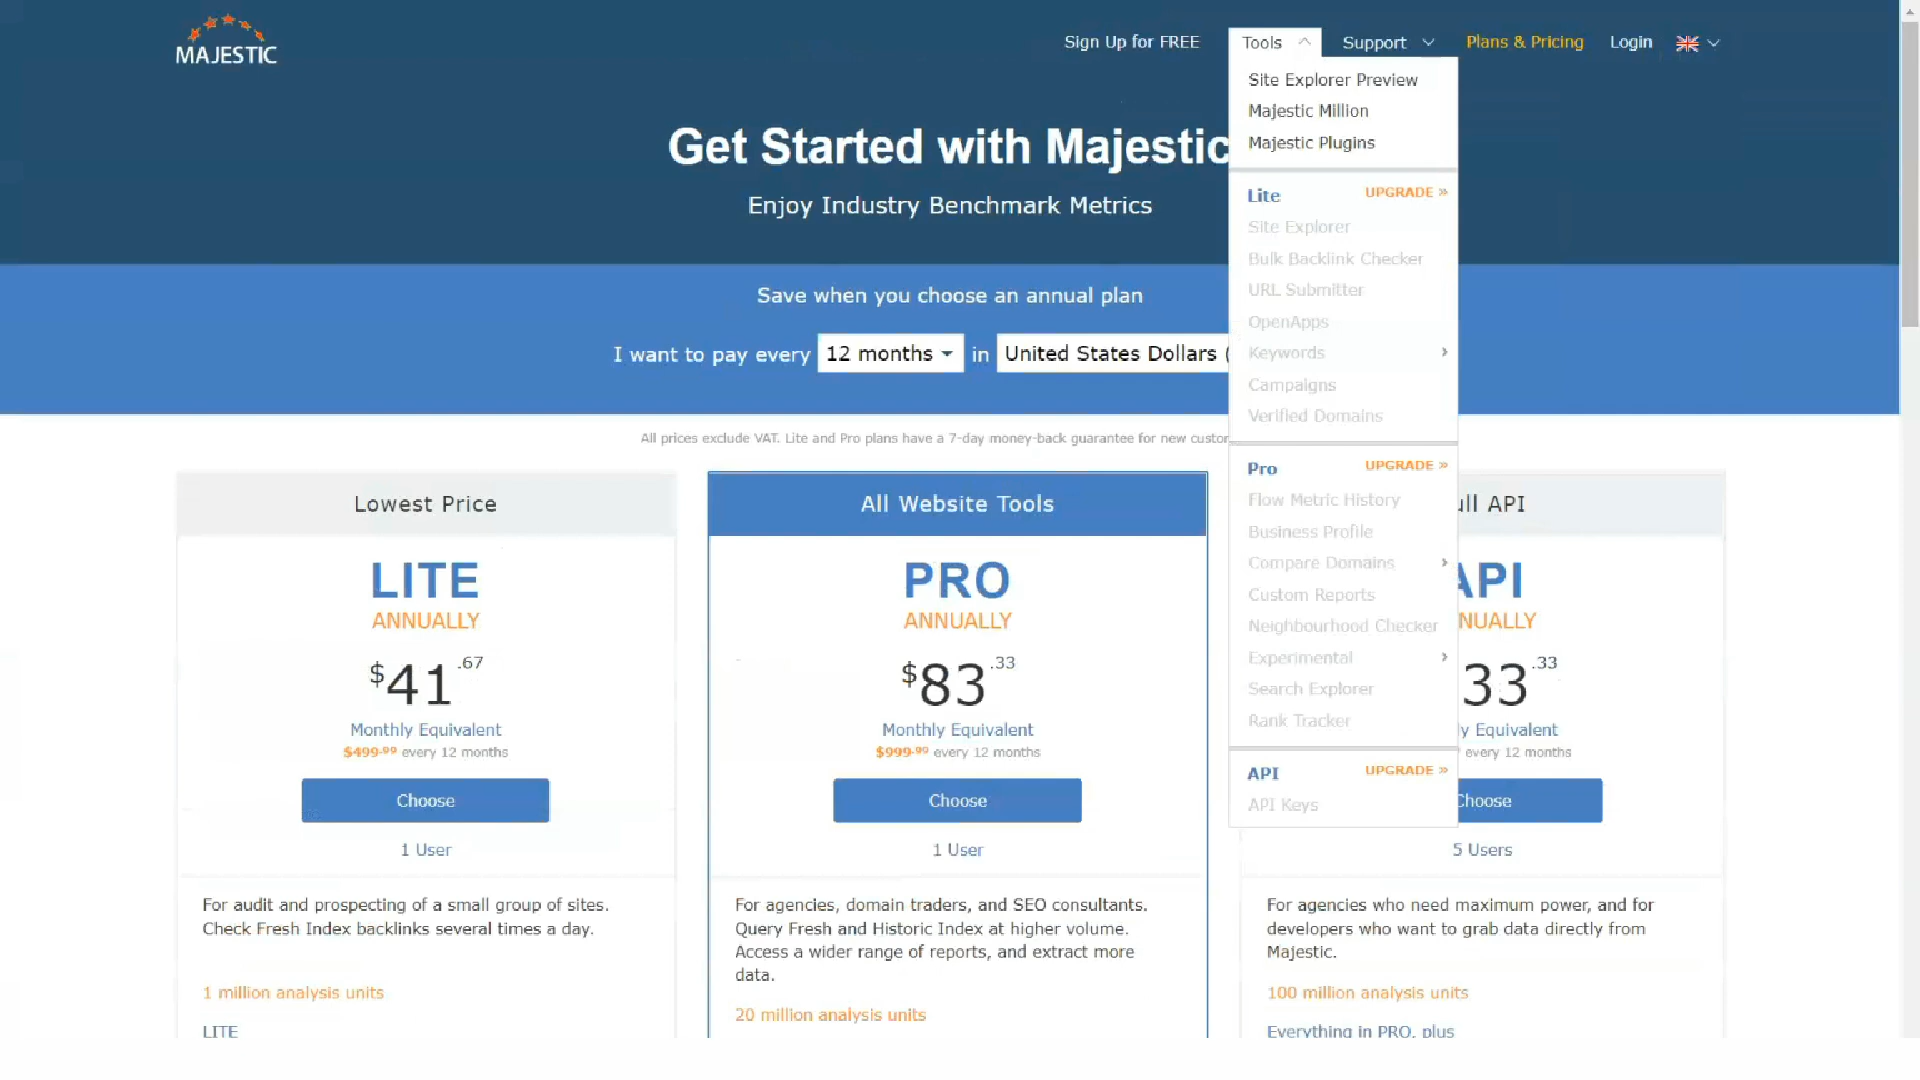 MAJESTIC
Sign Up for FREE
Tools
Support
Plans & Pricing
Login
Site Explorer Preview
Majestic Million
Majestic Plugins
Lite
UPGRADE »
Site Explorer
Bulk Backlink Checker
URL Submitter
OpenApps
Keywords
Campaigns
Verified Domains
Pro
UPGRADE »
Flow Metric History
Business Profile
Compare Domains
Custom Reports
Neighbourhood Checker
Experimental
Search Explorer
Rank Tracker
API
UPGRADE »
API Keys
Get Started with Majestic
Enjoy Industry Benchmark Metrics
Save when you choose an annual plan
I want to pay every 12 months in United States Dollars (
All prices exclude VAT. Lite and Pro plans have a 7-day money-back guarantee for new custor
Lowest Price
LITE
ANNUALLY
$41.67
Monthly Equivalent
$499.99 every 12 months
Choose
1 User
For audit and prospecting of a small group of sites.
Check Fresh Index backlinks several times a day.
1 million analysis units
LITE
All Website Tools
PRO
ANNUALLY
$83.33
Monthly Equivalent
$999.99 every 12 months
Choose
1 User
For agencies, domain traders, and SEO consultants.
Query Fresh and Historic Index at higher volume.
Access a wider range of reports, and extract more
data.
20 million analysis units
ull API
API
NUALLY
33.33
ly Equivalent
every 12 months
Choose
5 Users
For agencies who need maximum power, and for
developers who want to grab data directly from
Majestic.
100 million analysis units
Everything in PRO, plus